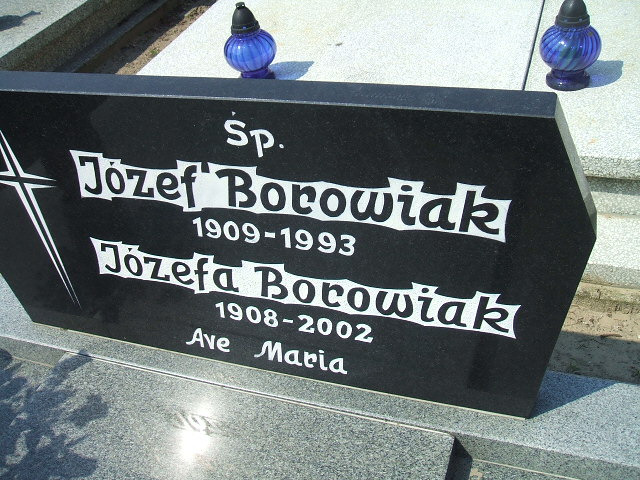 Śp.
Józef Borowiak
1909-1993
Józefa Borowiak
1908-2002
Ave Maria